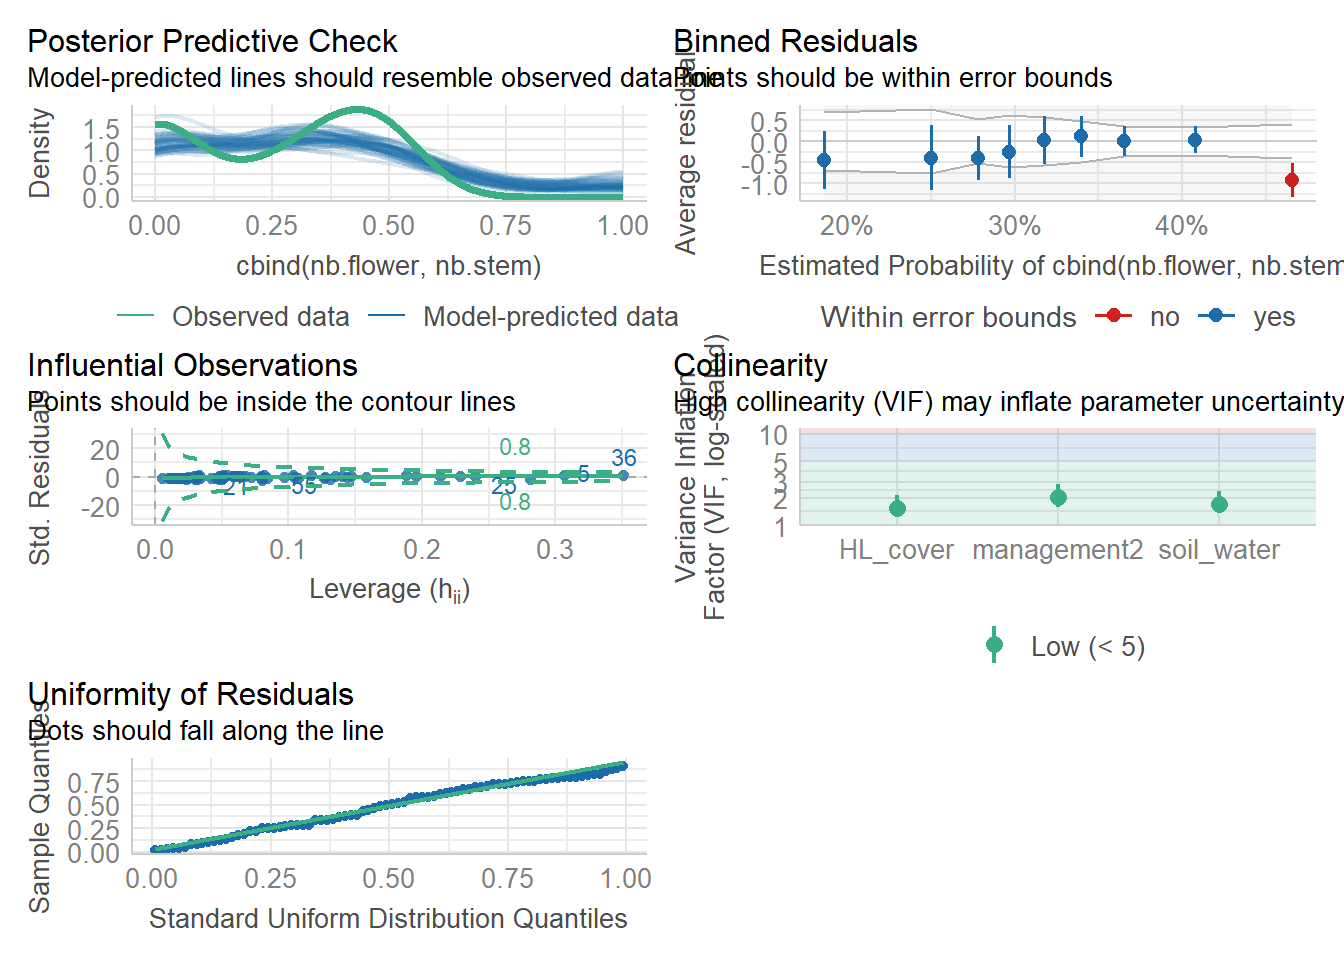 Posterior Predictive Check
Model-predicted lines should resemble observed data line
Density
1.5
1.0
0.5
0.0
0.00 0.25 0.50 0.75 1.00
cbind(nb.flower, nb.stem)
Observed data Model-predicted data
Binned Residuals
Points should be within error bounds
Average residual
0.5
0.0
-0.5
-1.0
20% 30% 40%
Estimated Probability of cbind(nb.flower, nb.stem
Within error bounds no yes
Influential Observations
Points should be inside the contour lines
Std. Residuals
20
0
-20
0.8
0.8
21
55
25
5
36
0.0 0.1 0.2 0.3
Leverage (hii)
Collinearity
High collinearity (VIF) may inflate parameter uncertainty
Variance Inflation
Factor (VIF, log-scaled)
10
5
3
2
1
HL_cover management2 soil_water
Low (< 5)
Uniformity of Residuals
Dots should fall along the line
Sample Quantiles
0.75
0.50
0.25
0.00
0.00 0.25 0.50 0.75 1.00
Standard Uniform Distribution Quantiles